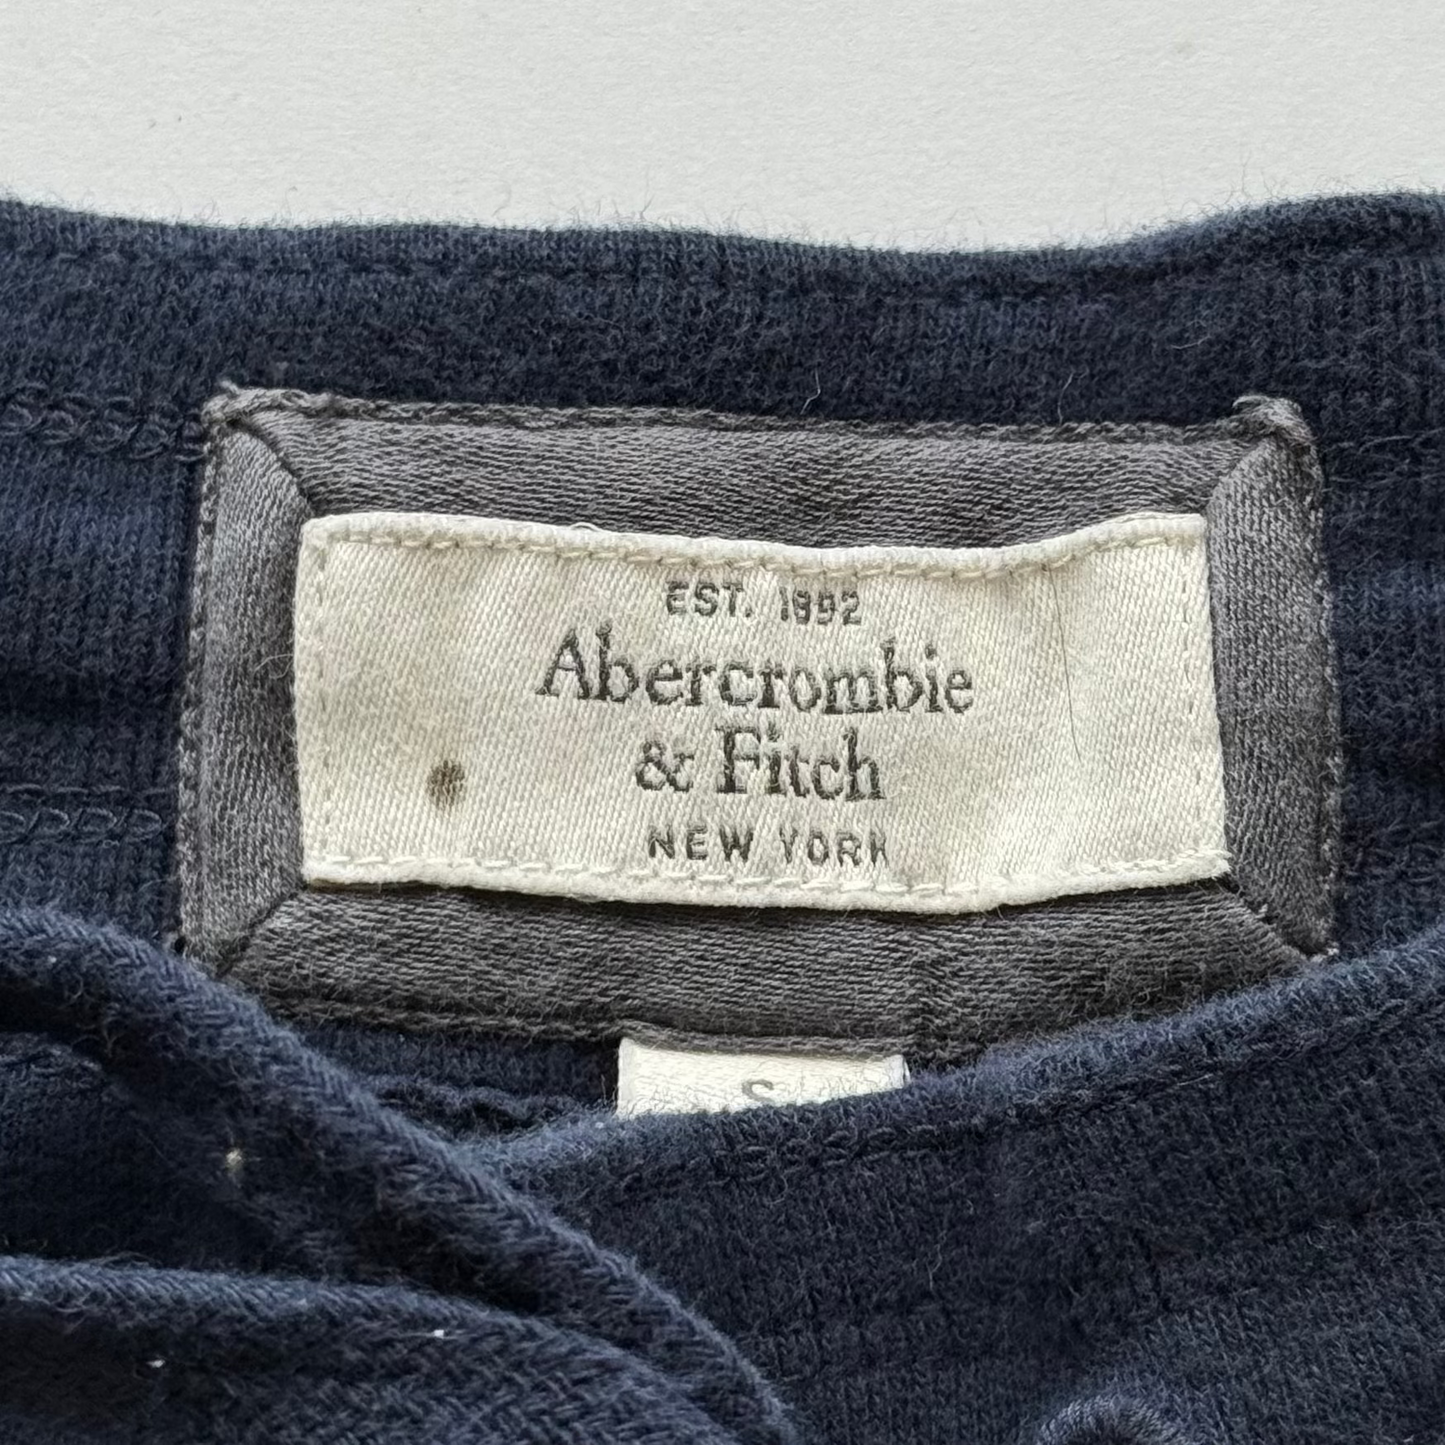 EST. 1892
Abercrombie
& Fitch
NEW YORK
S